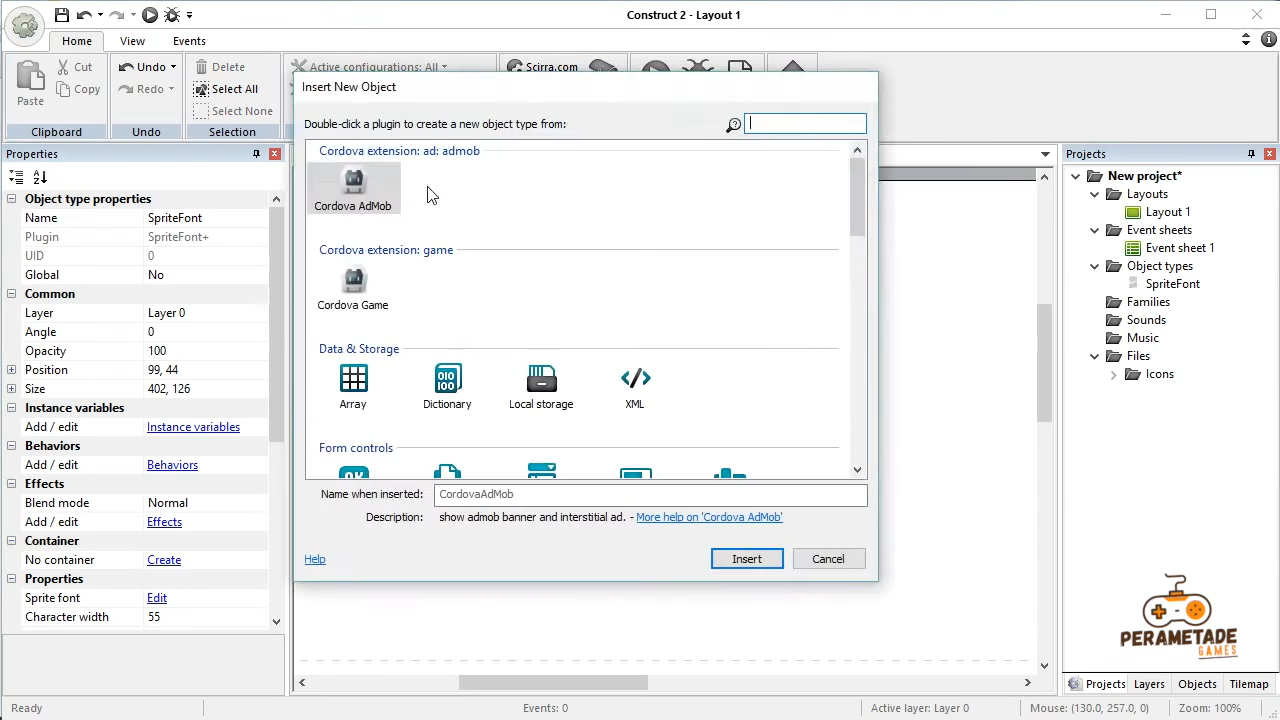 Construct 2 - Layout 1
Home View Events
Paste
Cut
Copy
Clipboard
Undo
Redo
Undo
Delete
Select All
Select None
Selection
Active configurations: All
Scirra.com
Properties
Object type properties
Name SpriteFont
Plugin SpriteFont+
UID 0
Global No
Common
Layer Layer 0
Angle 0
Opacity 100
Position 99, 44
Size 402, 126
Instance variables
Add / edit Instance variables
Behaviors
Add / edit Behaviors
Effects
Blend mode Normal
Add / edit Effects
Container
No container Create
Properties
Sprite font Edit
Character width 55
Insert New Object
Double-click a plugin to create a new object type from:
Cordova extension: ad: admob
Cordova AdMob
Cordova extension: game
Cordova Game
Data & Storage
Array Dictionary Local storage XML
Form controls
Name when inserted: CordovaAdMob
Description: show admob banner and interstitial ad. - More help on 'Cordova AdMob'
Help
Insert Cancel
Projects
New project*
Layouts
Layout 1
Event sheets
Event sheet 1
Object types
SpriteFont
Families
Sounds
Music
Files
Icons
PERAMETADE
GAMES
Projects Layers Objects Tilemap
Ready Events: 0 Active layer: Layer 0 Mouse: (130.0, 257.0, 0) Zoom: 100%